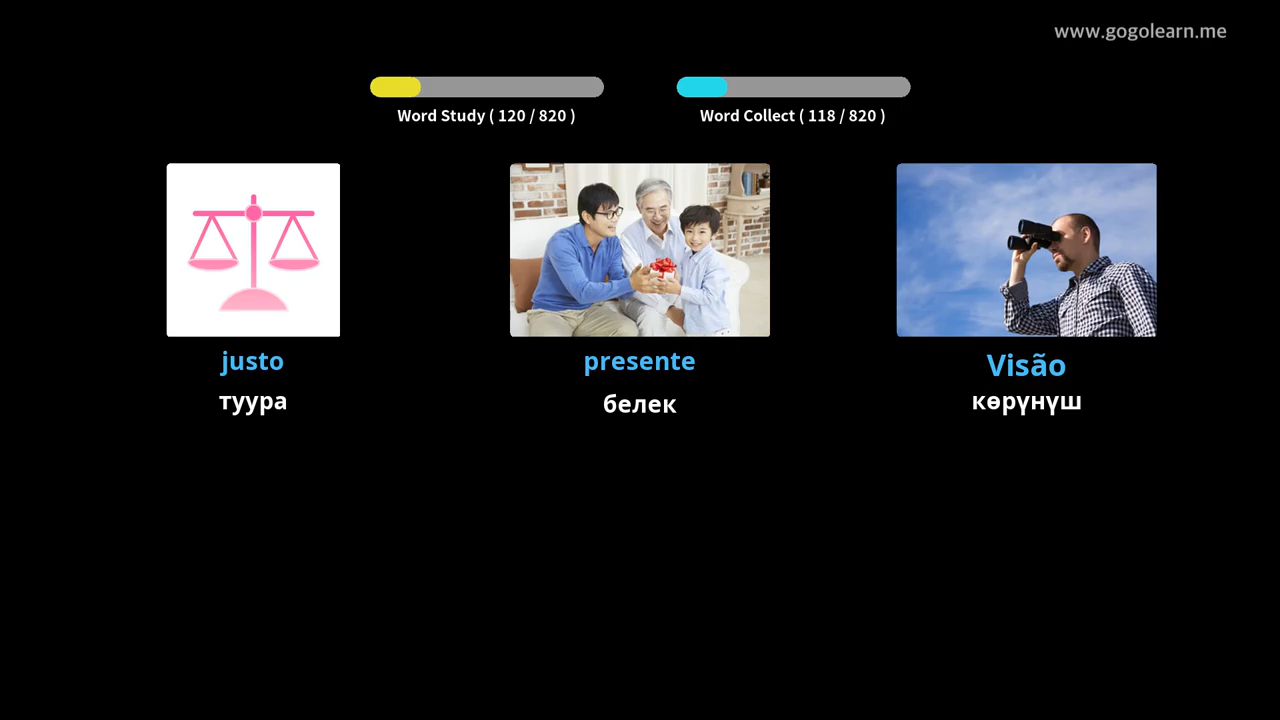 www.gogolearn.me
Word Study ( 120 / 820 )
Word Collect ( 118 / 820 )
justo
presente
Visão
туура
белек
көрүнүш